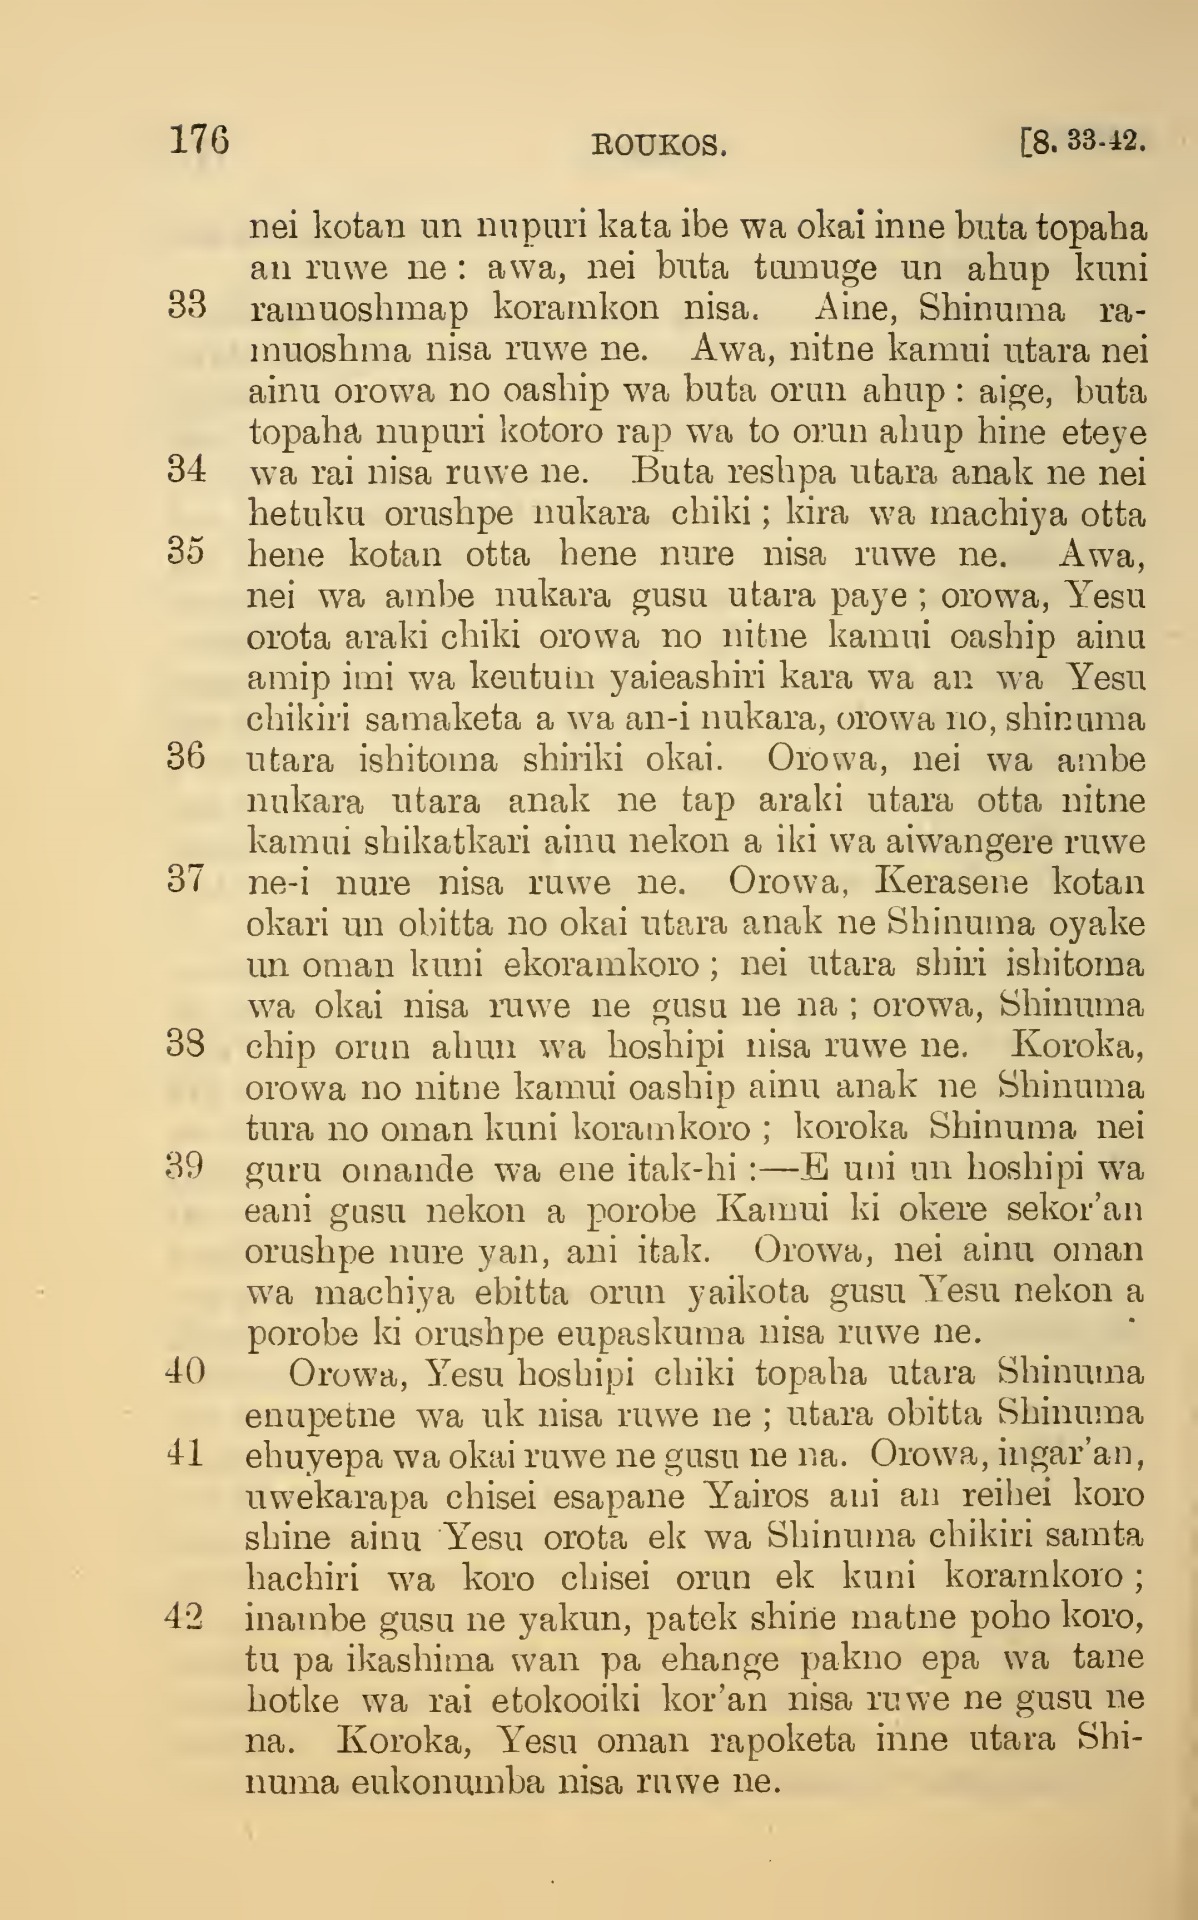 176 ROUKOS. [8. 33-42.
nei kotan un nupuri kata ibe wa okai inne buta topaha
an ruwe ne : awa, nei buta tumuge un ahup kuni
33 ramuoshmap koramkon nisa. Aine, Shinuma ra-
muoshma nisa ruwe ne. Awa, nitne kamui utara nei
ainu orowa no oaship wa buta orun ahup : aige, buta
topaha nupuri kotoro rap wa to orun ahup hine eteye
34 wa rai nisa ruwe ne. Buta reshpa utara anak ne nei
hetuku orushpe nukara chiki ; kira wa machiya otta
35 hene kotan otta hene nure nisa ruwe ne. Awa,
nei wa ambe nukara gusu utara paye ; orowa, Yesu
orota araki chiki orowa no nitne kamui oaship ainu
amip imi wa keutum yaieashiri kara wa an wa Yesu
chikiri samaketa a wa an-i nukara, orowa no, shinuma
36 utara ishitoma shiriki okai. Orowa, nei wa ambe
nukara utara anak ne tap araki utara otta nitne
kamui shikatkari ainu nekon a iki wa aiwangere ruwe
37 ne-i nure nisa ruwe ne. Orowa, Kerasene kotan
okari un obitta no okai utara anak ne Shinuma oyake
un oman kuni ekoramkoro ; nei utara shiri ishitoma
wa okai nisa ruwe ne gusu ne na ; orowa, Shinuma
38 chip orun ahun wa hoshipi nisa ruwe ne. Koroka,
orowa no nitne kamui oaship ainu anak ne Shinuma
tura no oman kuni koramkoro ; koroka Shinuma nei
39 guru omande wa ene itak-hi :—E uni un hoshipi wa
eani gusu nekon a porobe Kamui ki okere sekor'an
orushpe nure yan, ani itak. Orowa, nei ainu oman
wa machiya ebitta orun yaikota gusu Yesu nekon a
porobe ki orushpe eupaskuma nisa ruwe ne.
40 Orowa, Yesu hoshipi chiki topaha utara Shinuma
enupetne wa uk nisa ruwe ne ; utara obitta Shinuma
41 ehuyepa wa okai ruwe ne gusu ne na. Orowa, ingar'an,
uwekarapa chisei esapane Yairos ani an reihei koro
shine ainu Yesu orota ek wa Shinuma chikiri samta
hachiri wa koro chisei orun ek kuni koramkoro ;
42 inambe gusu ne yakun, patek shine matne poho koro,
tu pa ikashima wan pa ehange pakno epa wa tane
hotke wa rai etokooiki kor'an nisa ruwe ne gusu ne
na. Koroka, Yesu oman rapoketa inne utara Shi-
numa eukonumba nisa ruwe ne.